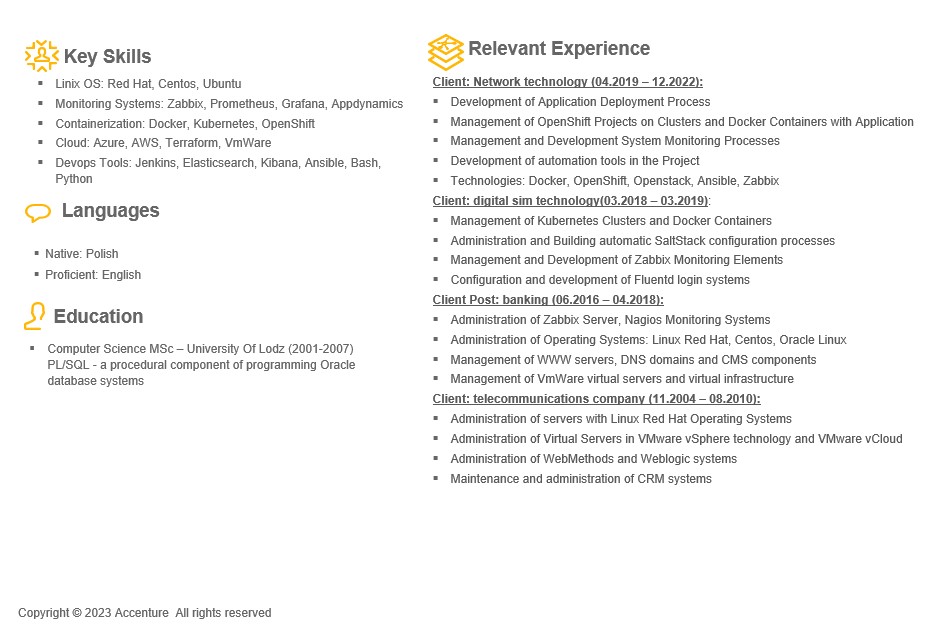 Key Skills
▪ Linix OS: Red Hat, Centos, Ubuntu
▪ Monitoring Systems: Zabbix, Prometheus, Grafana, Appdynamics
▪ Containerization: Docker, Kubernetes, OpenShift
▪ Cloud: Azure, AWS, Terraform, VmWare
▪ Devops Tools: Jenkins, Elasticsearch, Kibana, Ansible, Bash,
Python
Languages
▪ Native: Polish
▪ Proficient: English
Education
▪ Computer Science MSc – University Of Lodz (2001-2007)
PL/SQL - a procedural component of programming Oracle
database systems
Relevant Experience
Client: Network technology (04.2019 – 12.2022):
▪ Development of Application Deployment Process
▪ Management of OpenShift Projects on Clusters and Docker Containers with Application
▪ Management and Development System Monitoring Processes
▪ Development of automation tools in the Project
▪ Technologies: Docker, OpenShift, Openstack, Ansible, Zabbix
Client: digital sim technology(03.2018 – 03.2019):
▪ Management of Kubernetes Clusters and Docker Containers
▪ Administration and Building automatic SaltStack configuration processes
▪ Management and Development of Zabbix Monitoring Elements
▪ Configuration and development of Fluentd login systems
Client Post: banking (06.2016 – 04.2018):
▪ Administration of Zabbix Server, Nagios Monitoring Systems
▪ Administration of Operating Systems: Linux Red Hat, Centos, Oracle Linux
▪ Management of WWW servers, DNS domains and CMS components
▪ Management of VmWare virtual servers and virtual infrastructure
Client: telecommunications company (11.2004 – 08.2010):
▪ Administration of servers with Linux Red Hat Operating Systems
▪ Administration of Virtual Servers in VMware vSphere technology and VMware vCloud
▪ Administration of WebMethods and Weblogic systems
▪ Maintenance and administration of CRM systems
Copyright © 2023 Accenture  All rights reserved